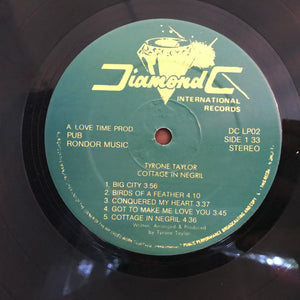 Diamond C
INTERNATIONAL
RECORDS
A. LOVE TIME PROD
PUB
RONDOR MUSIC
DC LP02
SIDE 1 33
STEREO
TYRONE TAYLOR
COTTAGE IN NEGRIL
1. BIG CITY 3.56
2. BIRDS OF A FEATHER 4.10
3. CONQUERED MY HEART 3.37
4. GOT TO MAKE ME LOVE YOU 3.45
5. COTTAGE IN NEGRIL 4.36
Written, Arranged & Produced
by Tyrone Taylor
PUBLIC PERFORMANCE BROADCASTING